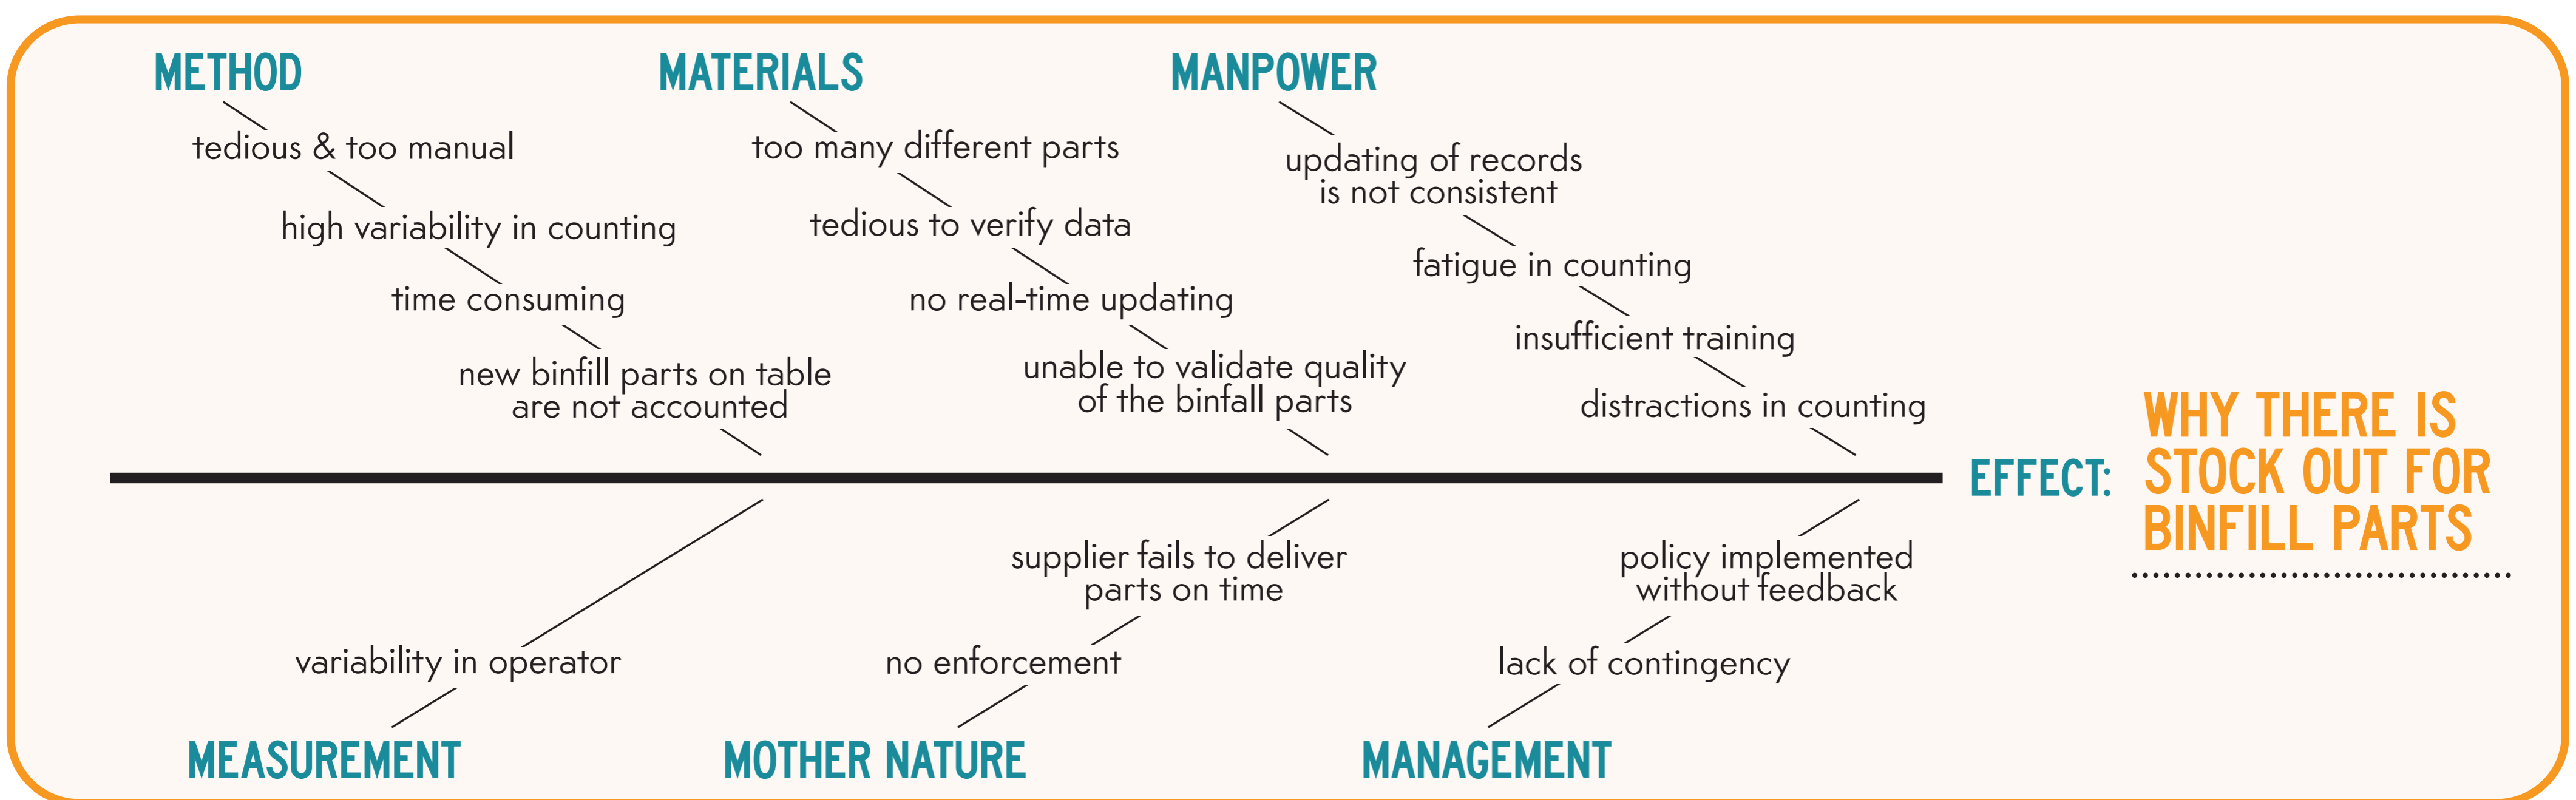 METHOD
tedious & too manual
high variability in counting
time consuming
new binfill parts on table
are not accounted
MATERIALS
too many different parts
tedious to verify data
no real-time updating
unable to validate quality
of the binfall parts
MANPOWER
updating of records
is not consistent
fatigue in counting
insufficient training
distractions in counting
EFFECT:
WHY THERE IS
STOCK OUT FOR
BINFILL PARTS
variability in operator
MEASUREMENT
supplier fails to deliver
parts on time
no enforcement
MOTHER NATURE
policy implemented
without feedback
lack of contingency
MANAGEMENT